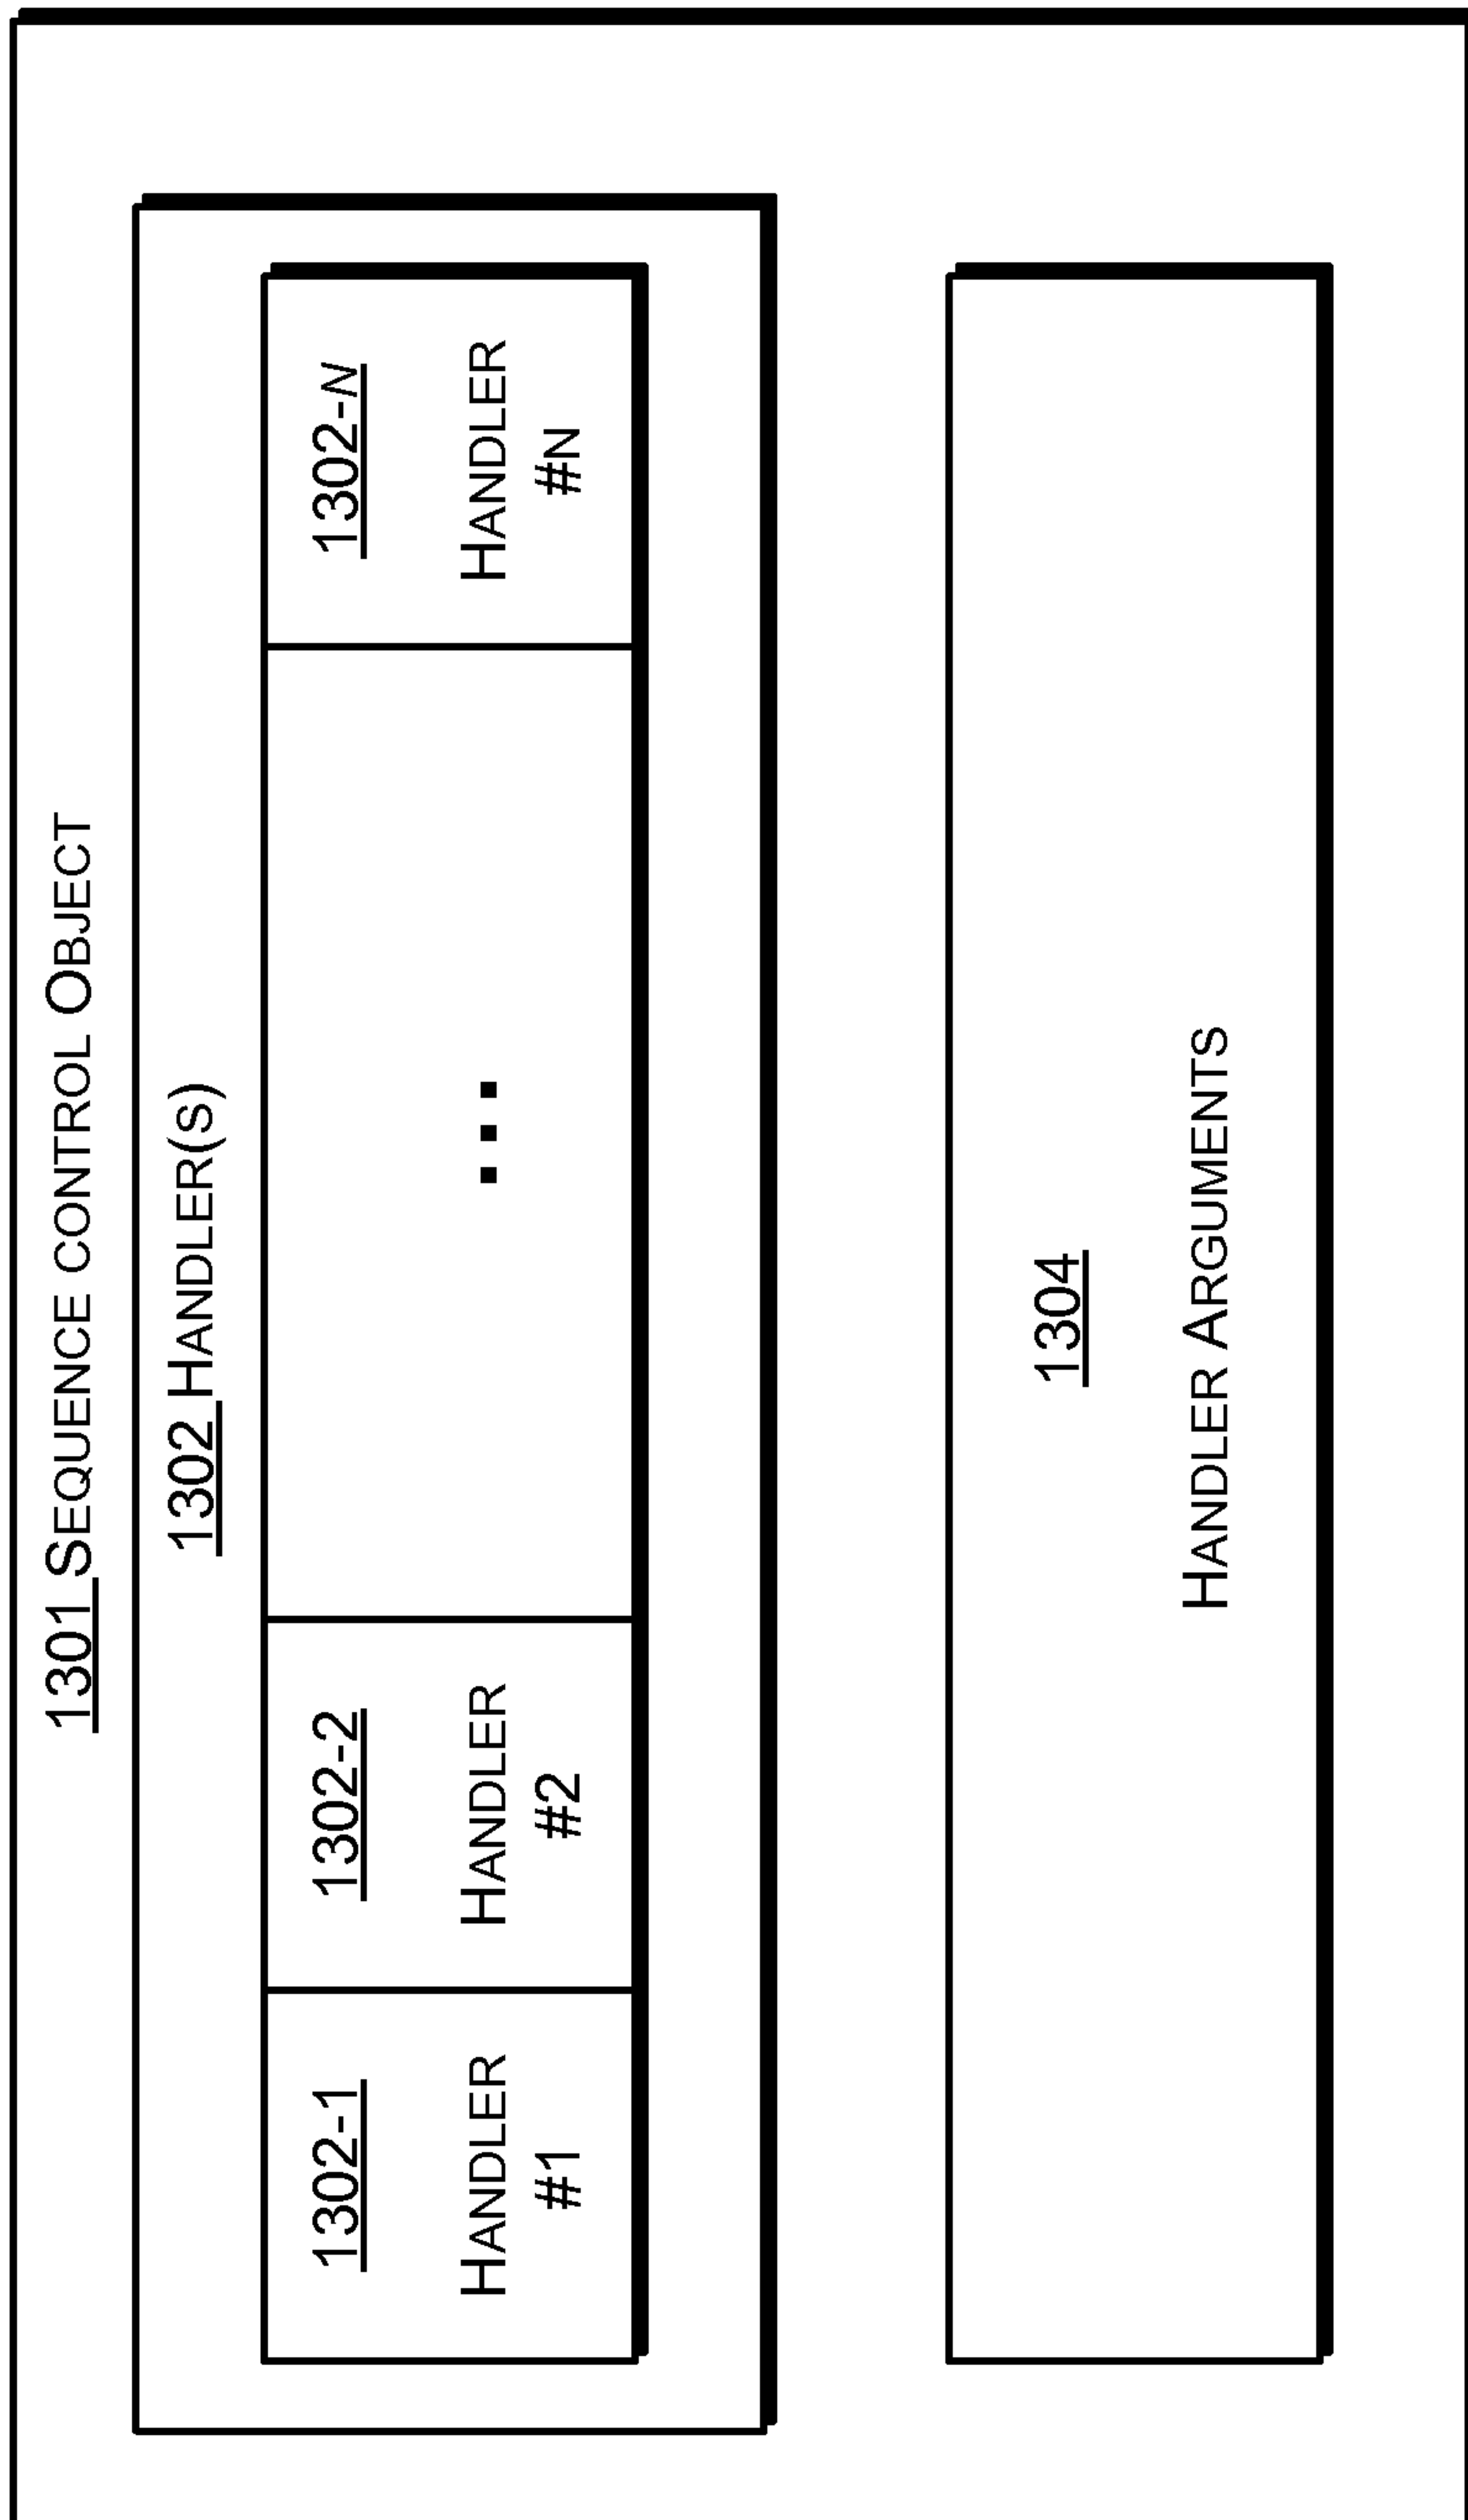 1301 SEQUENCE CONTROL OBJECT
1302 HANDLER(S)
1302-1
HANDLER
#1
1302-2
HANDLER
#2
...
1302-N
HANDLER
#N
1304
HANDLER ARGUMENTS